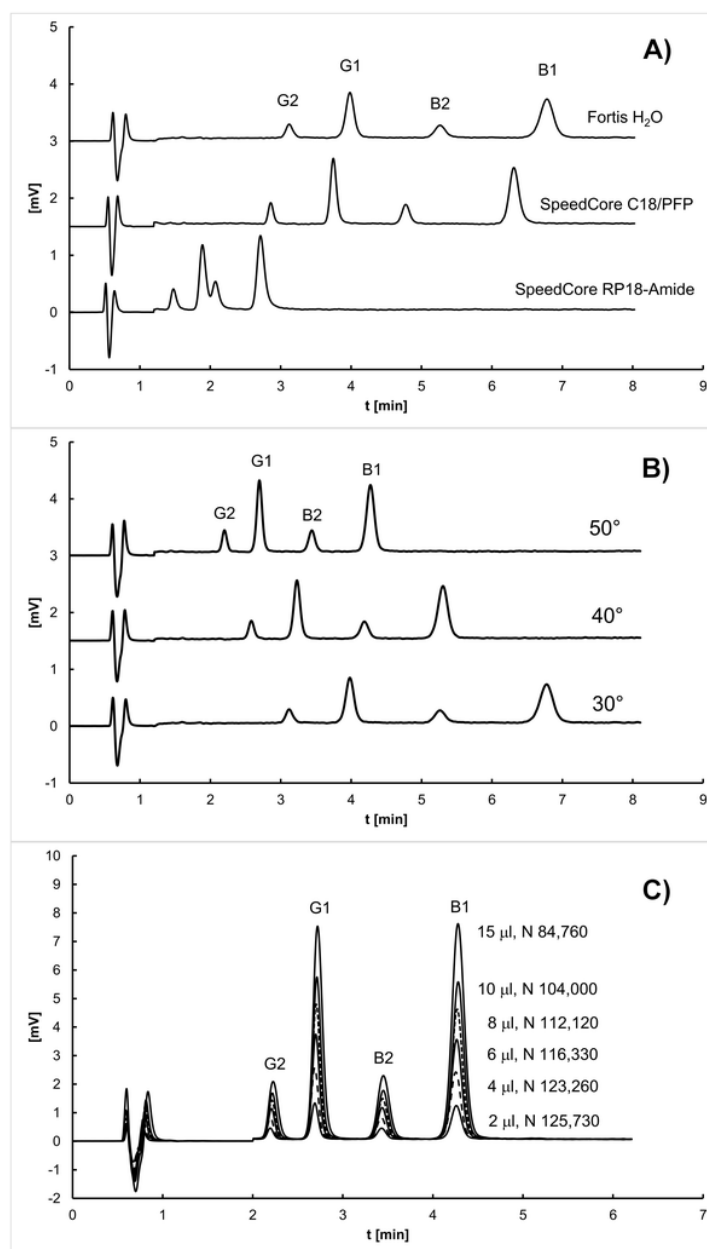 5
A)
G1
4
G2
B2
B1
Fortis H₂O
3
[mV]
2
SpeedCore C18/PFP
1
SpeedCore RP18-Amide
0
-1
0 1 2 3 4 5 6 7 8 9
t [min]
5
B)
G1
B1
4
G2
B2
50°
3
[mV]
2
40°
1
30°
0
-1
0 1 2 3 4 5 6 7 8 9
t [min]
10
9
C)
G1
B1
8
15 µl, N 84,760
7
6
10 µl, N 104,000
5
8 µl, N 112,120
[mV]
4
6 µl, N 116,330
3
G2
B2
4 µl, N 123,260
2
1
2 µl, N 125,730
0
-1
-2
0 1 2 3 4 5 6 7
t [min]